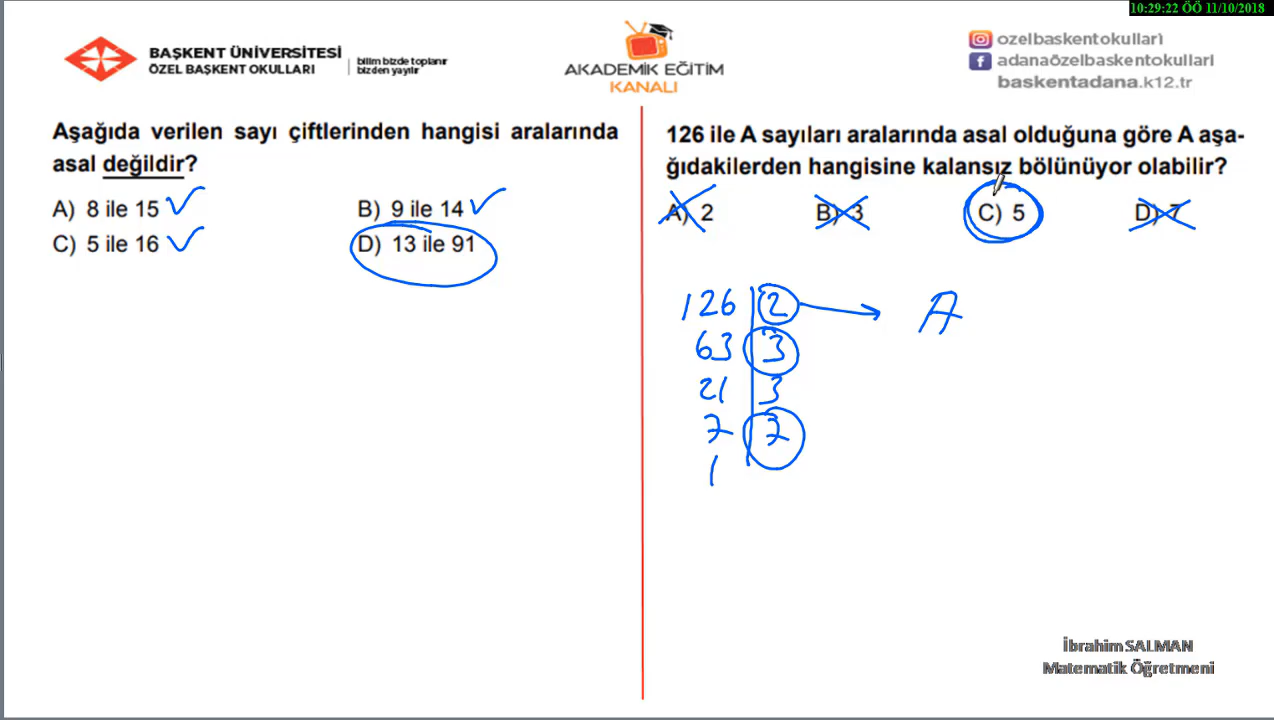 10:29:22 ÖÖ 11/10/2018
BAŞKENT ÜNİVERSİTESİ
ÖZEL BAŞKENT OKULLARI
bilim bizde toplanır
bizden yayılır
AKADEMİK EĞİTİM
KANALI
ozelbaskentokulları
adanaözelbaskentokullari
baskentadana.k12.tr
Aşağıda verilen sayı çiftlerinden hangisi aralarında
asal değildir?
A) 8 ile 15
B) 9 ile 14
C) 5 ile 16
D) 13 ile 91
126 ile A sayıları aralarında asal olduğuna göre A aşa-
ğıdakilerden hangisine kalansız bölünüyor olabilir?
A) 2
B) 3
C) 5
D) 7
126 2 A
63 3
21 3
7 7
1
İbrahim SALMAN
Matematik Öğretmeni